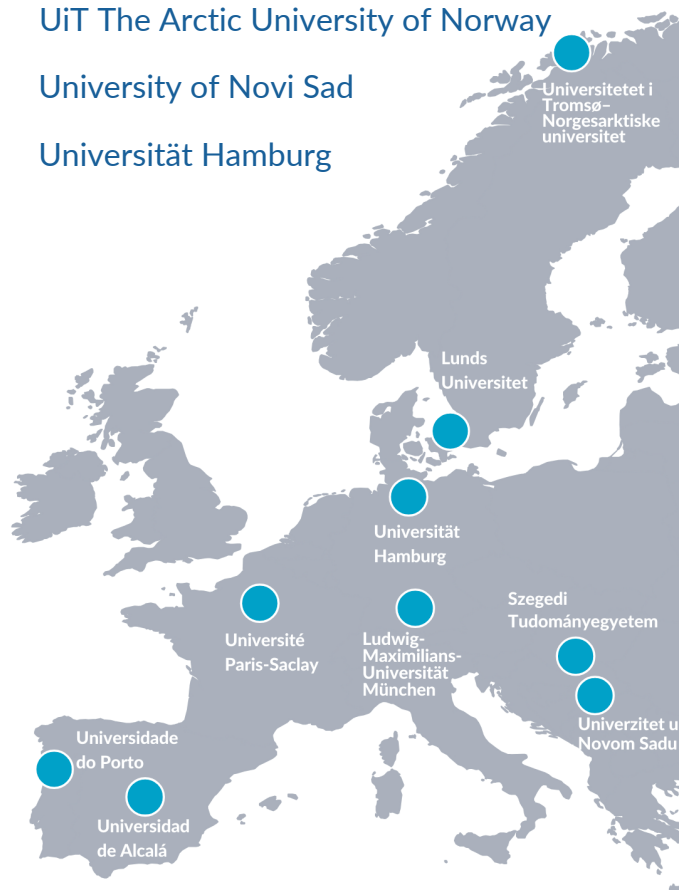 UiT The Arctic University of Norway
University of Novi Sad
Universität Hamburg
Universitetet i
Tromsø–
Norgesarktiske
universitet
Lunds
Universitet
Universität
Hamburg
Université
Paris-Saclay
Ludwig-
Maximilians-
Universität
München
Szegedi
Tudományegyetem
Univerzitet u
Novom Sadu
Universidade
do Porto
Universidad
de Alcalá